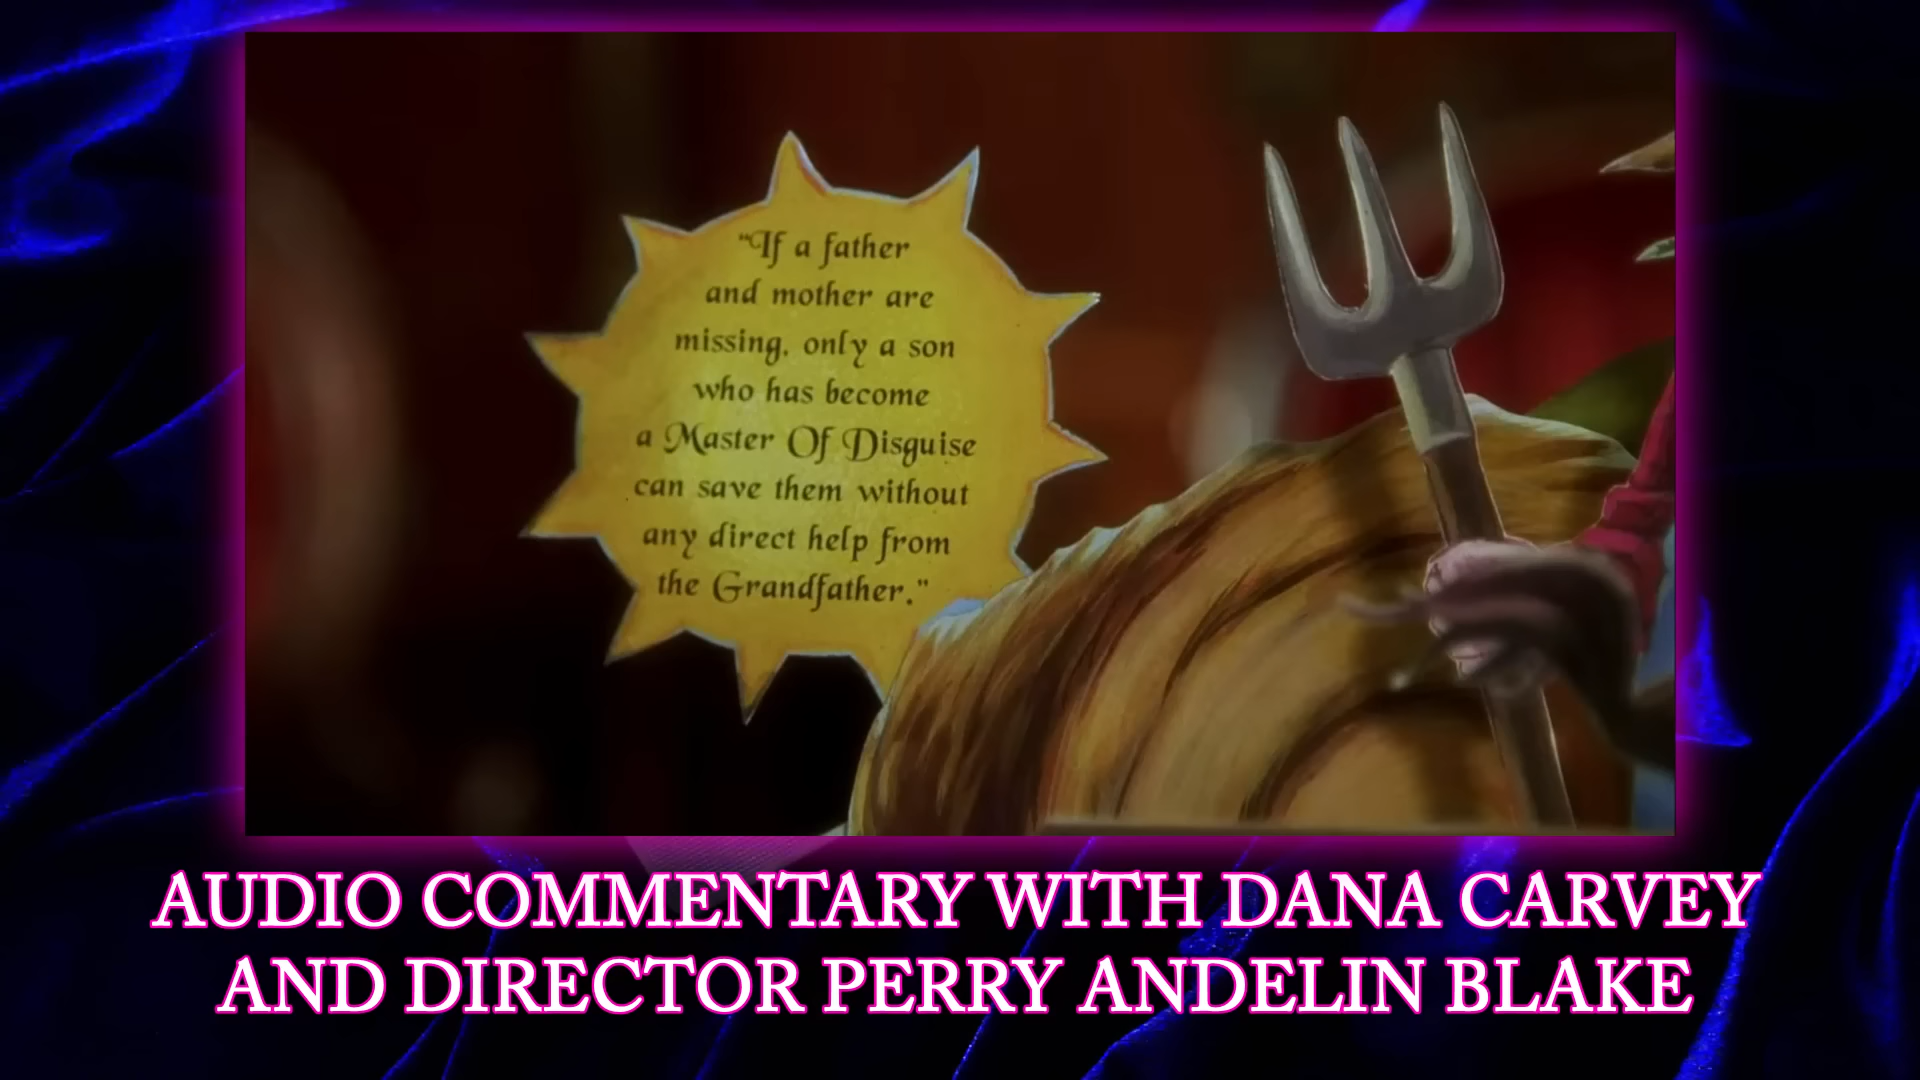 "If a father
and mother are
missing, only a son
who has become
a Master Of Disguise
can save them without
any direct help from
the Grandfather."
AUDIO COMMENTARY WITH DANA CARVEY
AND DIRECTOR PERRY ANDELIN BLAKE